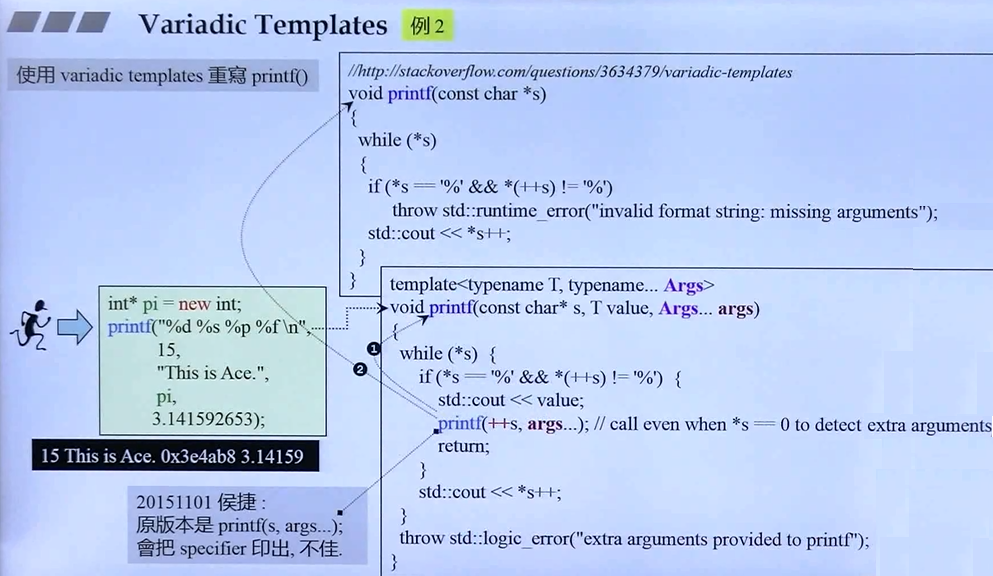 Variadic Templates 例 2
使用 variadic templates 重寫 printf()
//http://stackoverflow.com/questions/3634379/variadic-templates
void printf(const char *s)
{
while (*s)
{
if (*s == '%' && *(++s) != '%')
throw std::runtime_error("invalid format string: missing arguments");
std::cout << *s++;
}
}
int* pi = new int;
printf("%d %s %p %f \n",
15,
"This is Ace.",
pi,
3.141592653);
15 This is Ace. 0x3e4ab8 3.14159
template<typename T, typename... Args>
void printf(const char* s, T value, Args... args)
{
❶
while (*s) {
❷
if (*s == '%' && *(++s) != '%') {
std::cout << value;
printf(++s, args...); // call even when *s == 0 to detect extra arguments
return;
}
std::cout << *s++;
}
throw std::logic_error("extra arguments provided to printf");
}
20151101 侯捷 :
原版本是 printf(s, args...);
會把 specifier 印出, 不佳.